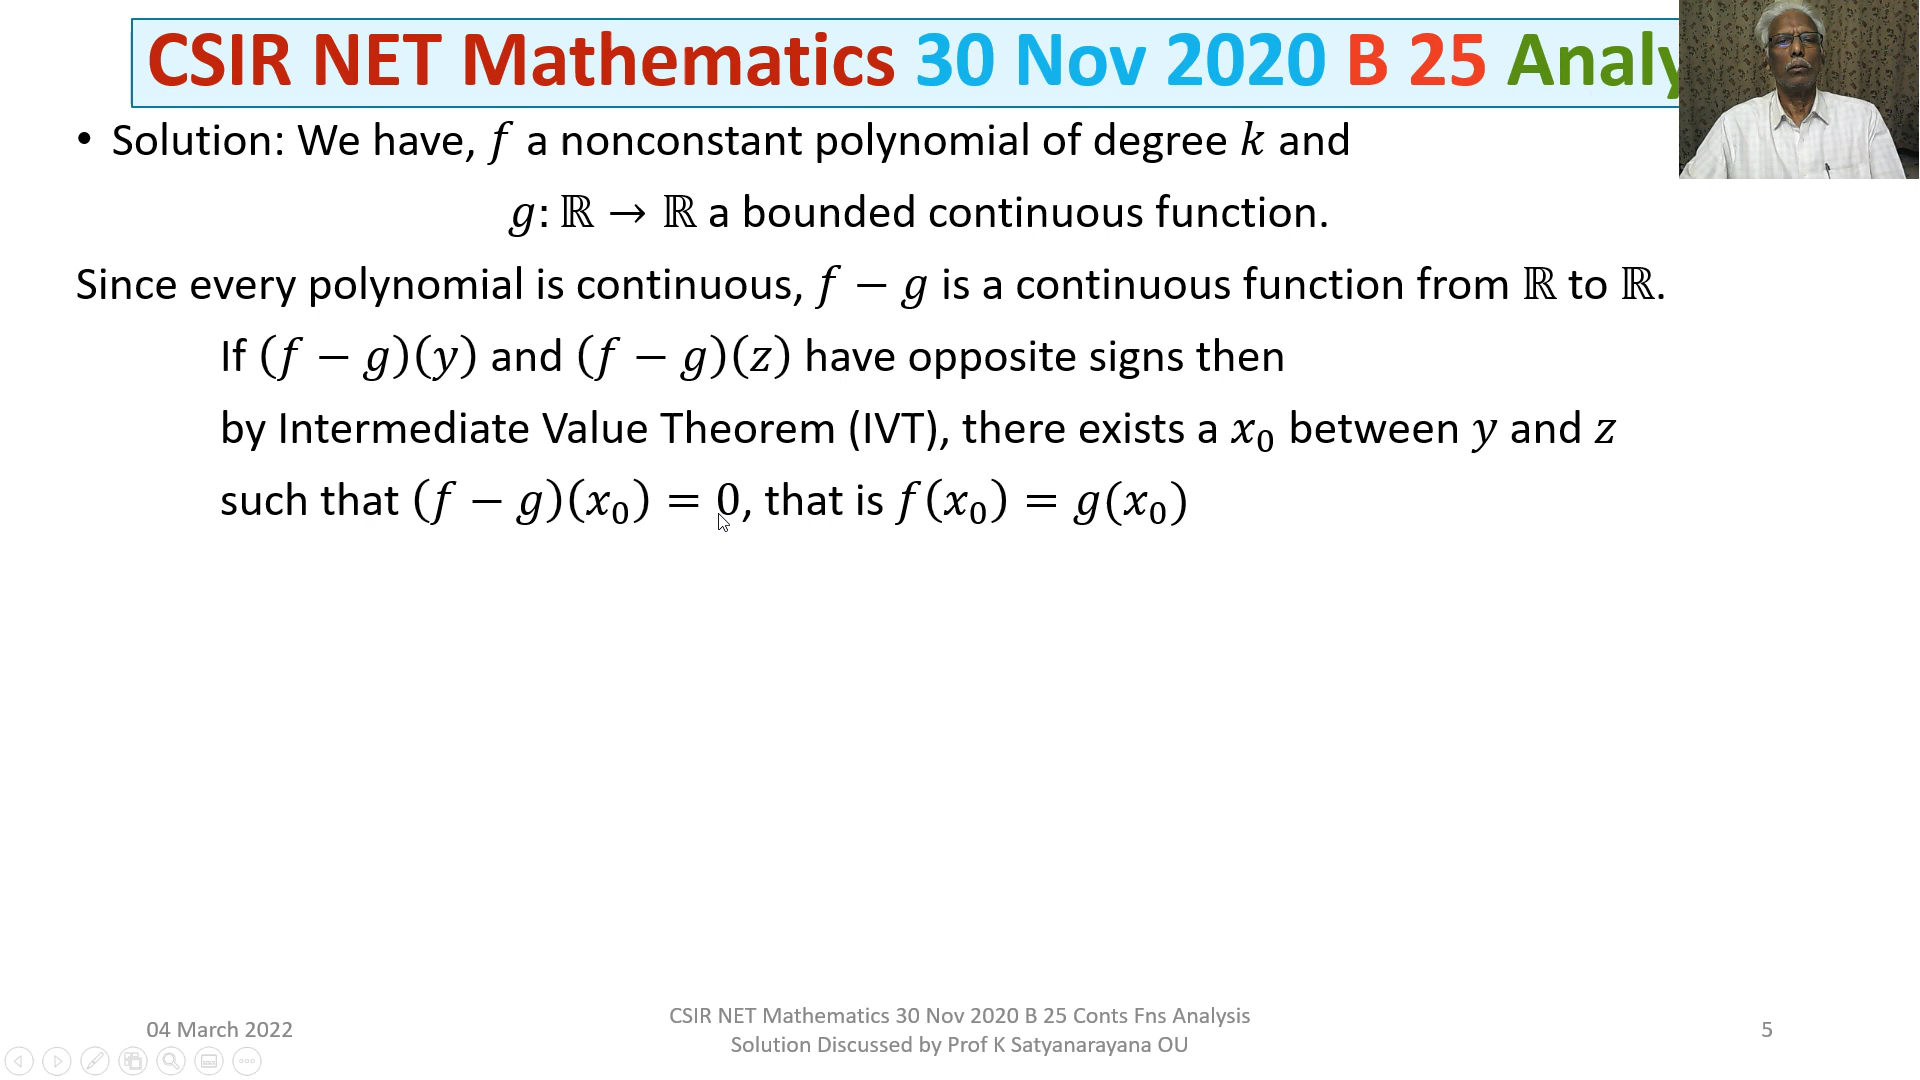 CSIR NET Mathematics 30 Nov 2020 B 25 Analy
• Solution: We have, f a nonconstant polynomial of degree k and
g: ℝ → ℝ a bounded continuous function.
Since every polynomial is continuous, f − g is a continuous function from ℝ to ℝ.
If (f − g)(y) and (f − g)(z) have opposite signs then
by Intermediate Value Theorem (IVT), there exists a x₀ between y and z
such that (f − g)(x₀) = 0, that is f(x₀) = g(x₀)
04 March 2022
CSIR NET Mathematics 30 Nov 2020 B 25 Conts Fns Analysis
Solution Discussed by Prof K Satyanarayana OU
5